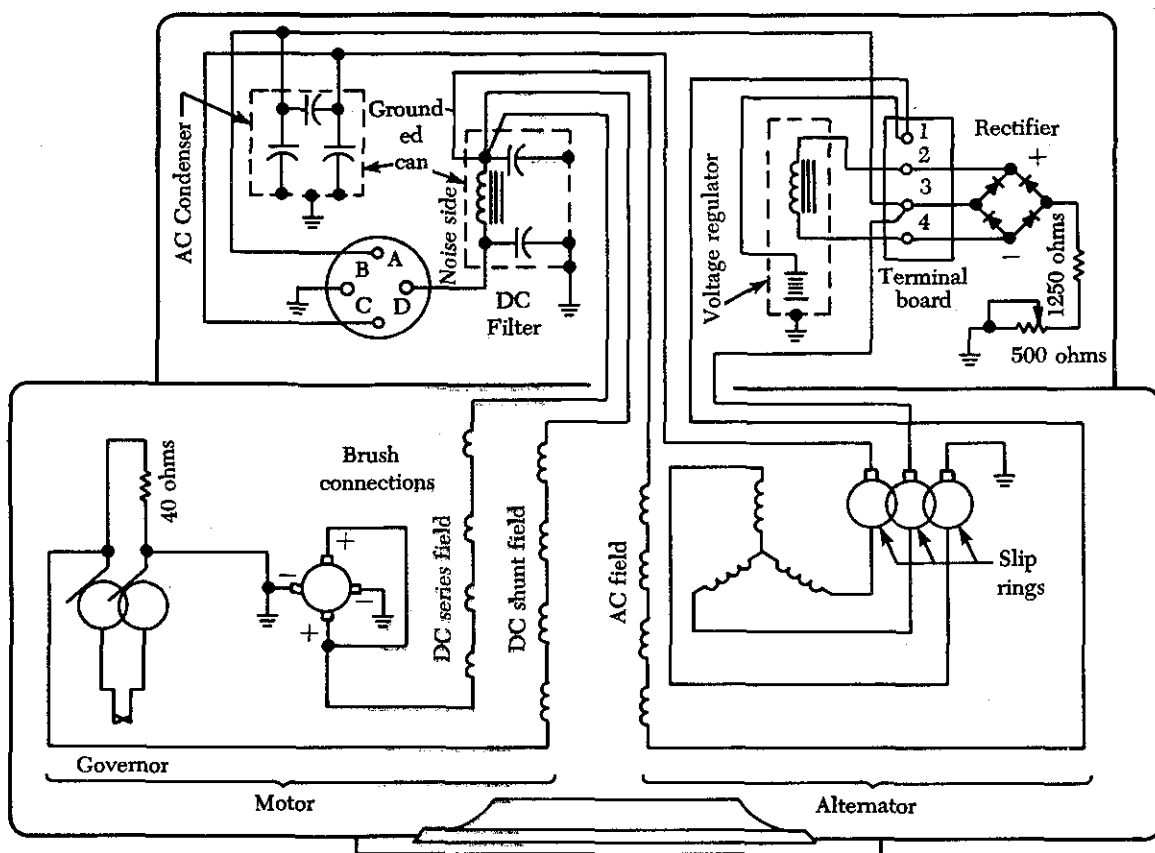 AC Condenser
Ground-
ed
can
Noise side
DC
Filter
A
B
C
D
Voltage regulator
1
2
3
4
Terminal
board
Rectifier
+
−
1250 ohms
500 ohms
40 ohms
Brush
connections
+
−
−
+
DC series field
DC shunt field
AC field
Slip
rings
Governor
Motor
Alternator